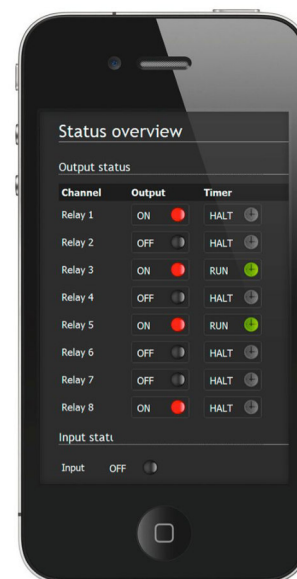 Status overview
Output status
Channel Output Timer
Relay 1 ON HALT
Relay 2 OFF HALT
Relay 3 ON RUN
Relay 4 OFF HALT
Relay 5 ON RUN
Relay 6 OFF HALT
Relay 7 OFF HALT
Relay 8 ON HALT
Input statu
Input OFF